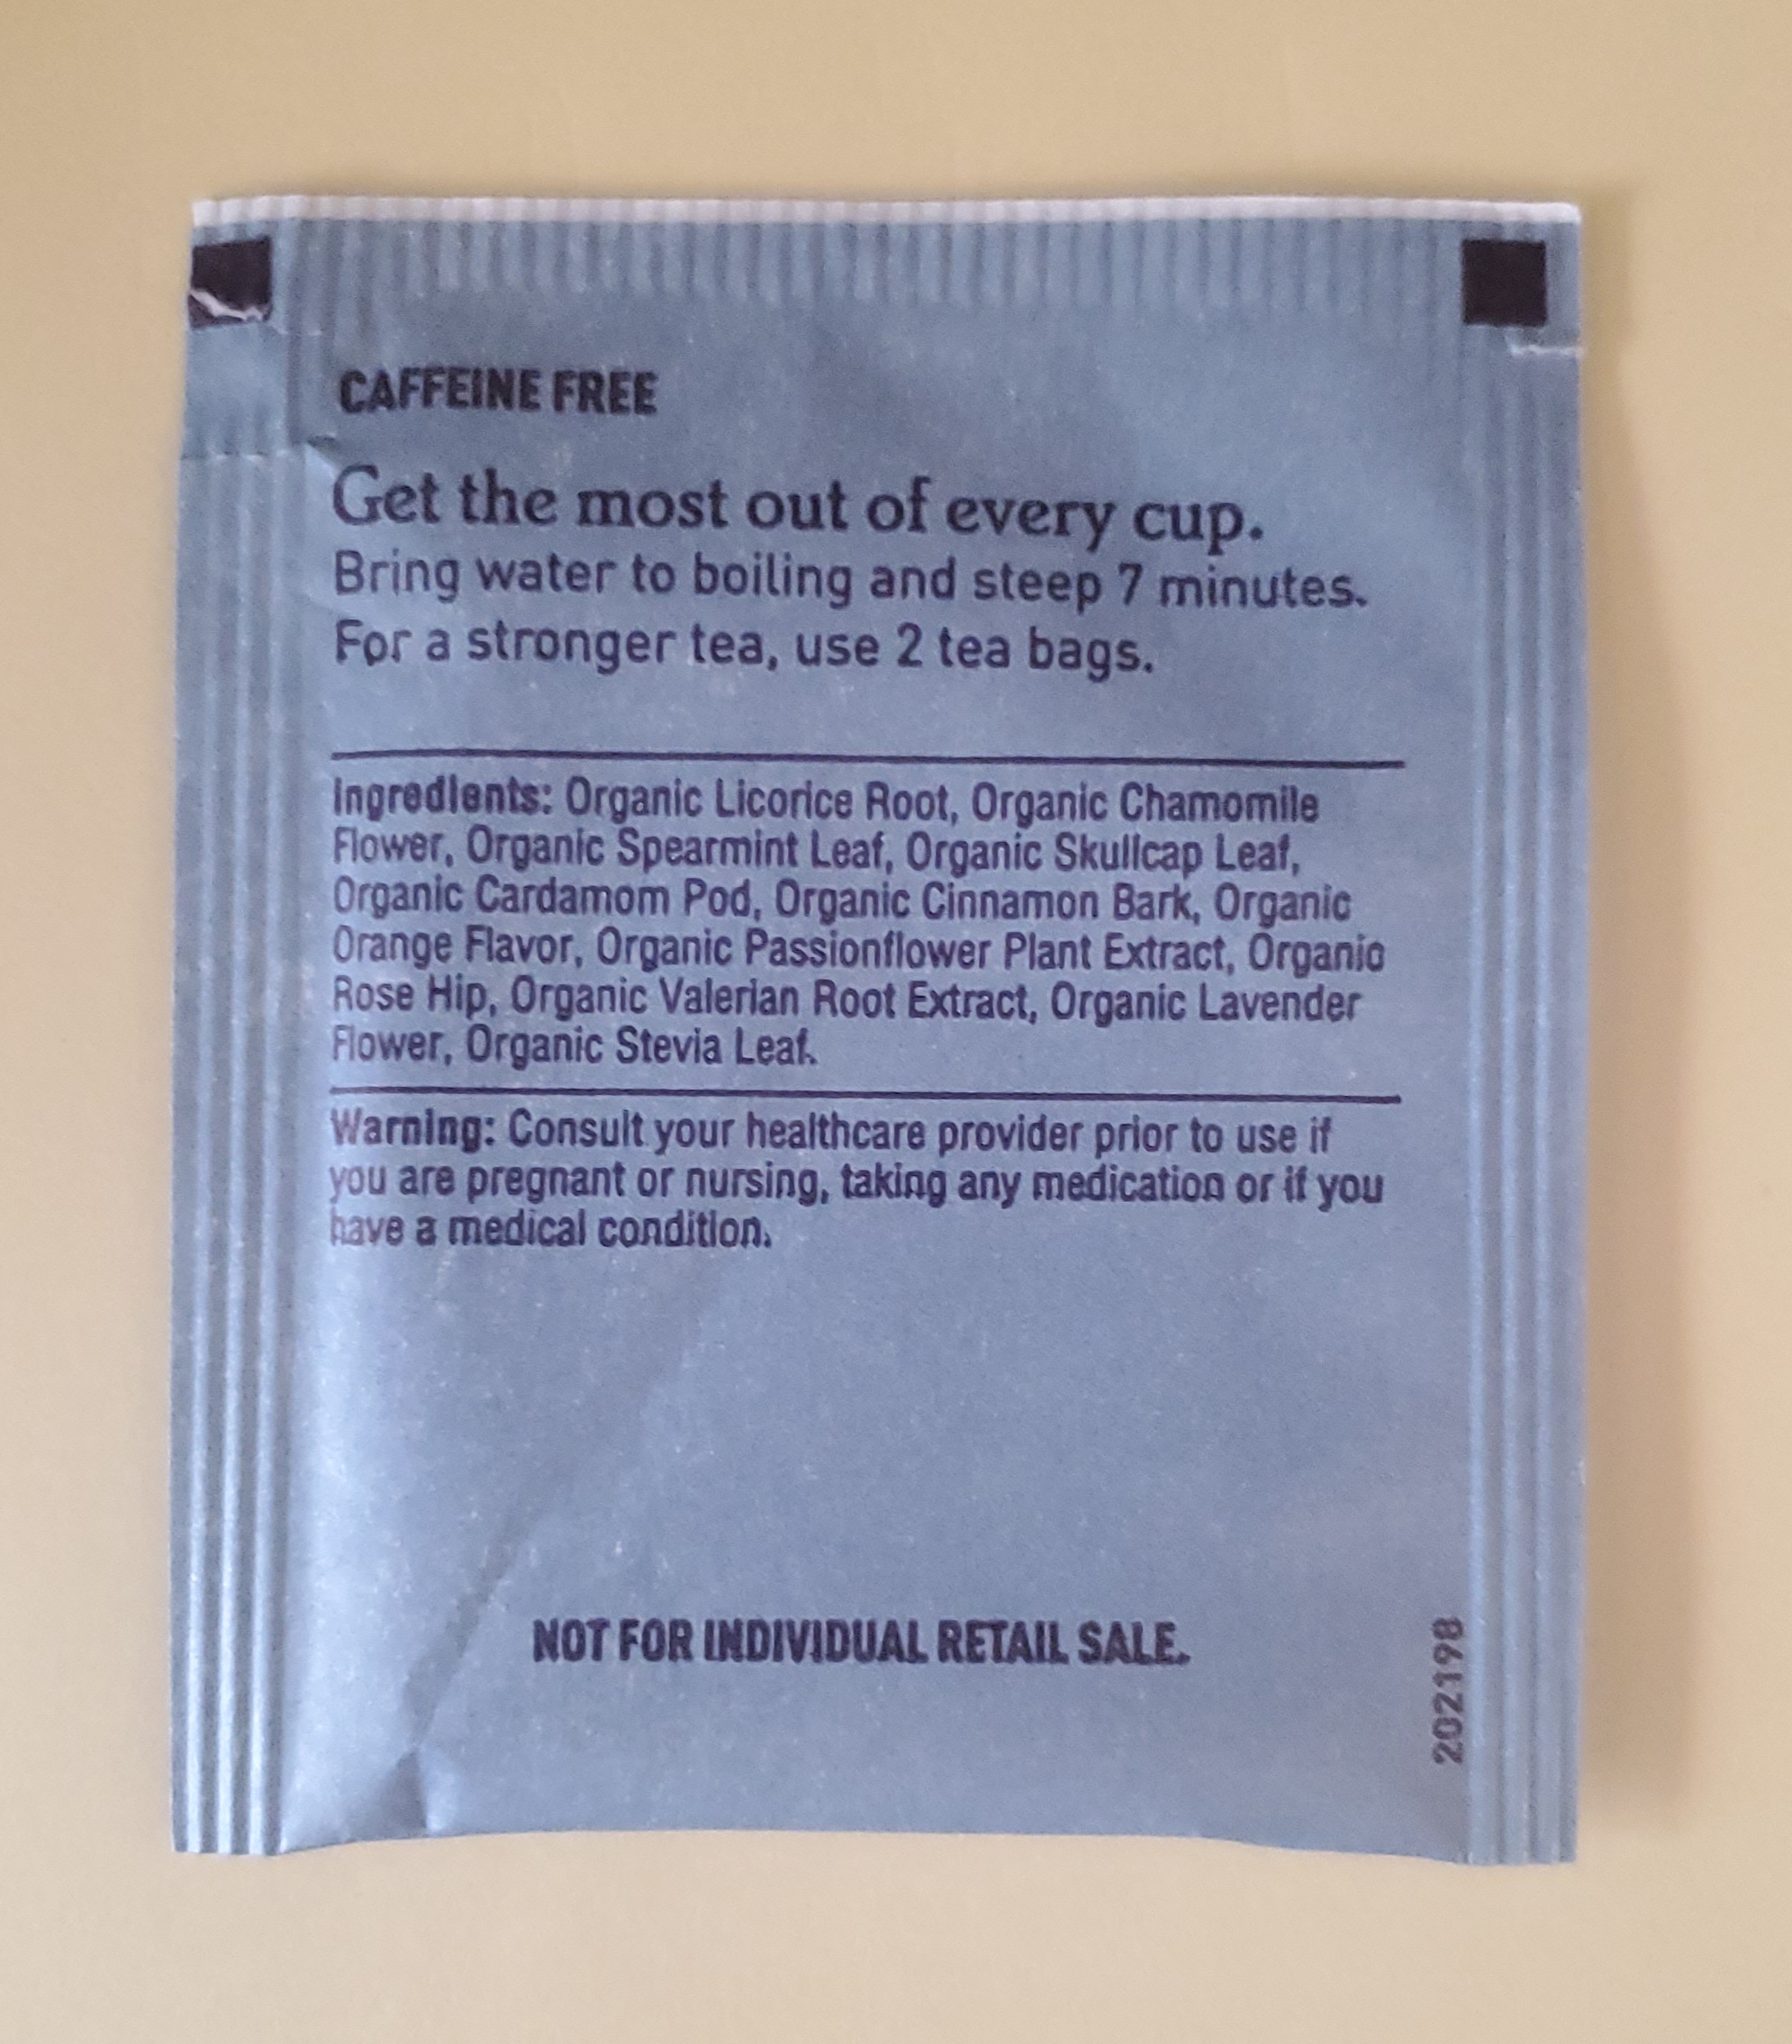 CAFFEINE FREE
Get the most out of every cup.
Bring water to boiling and steep 7 minutes.
For a stronger tea, use 2 tea bags.
Ingredients: Organic Licorice Root, Organic Chamomile
Flower, Organic Spearmint Leaf, Organic Skullcap Leaf,
Organic Cardamom Pod, Organic Cinnamon Bark, Organic
Orange Flavor, Organic Passionflower Plant Extract, Organic
Rose Hip, Organic Valerian Root Extract, Organic Lavender
Flower, Organic Stevia Leaf.
Warning: Consult your healthcare provider prior to use if
you are pregnant or nursing, taking any medication or if you
have a medical condition.
NOT FOR INDIVIDUAL RETAIL SALE.
202198